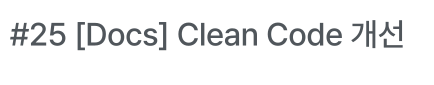 #25 [Docs] Clean Code 개선